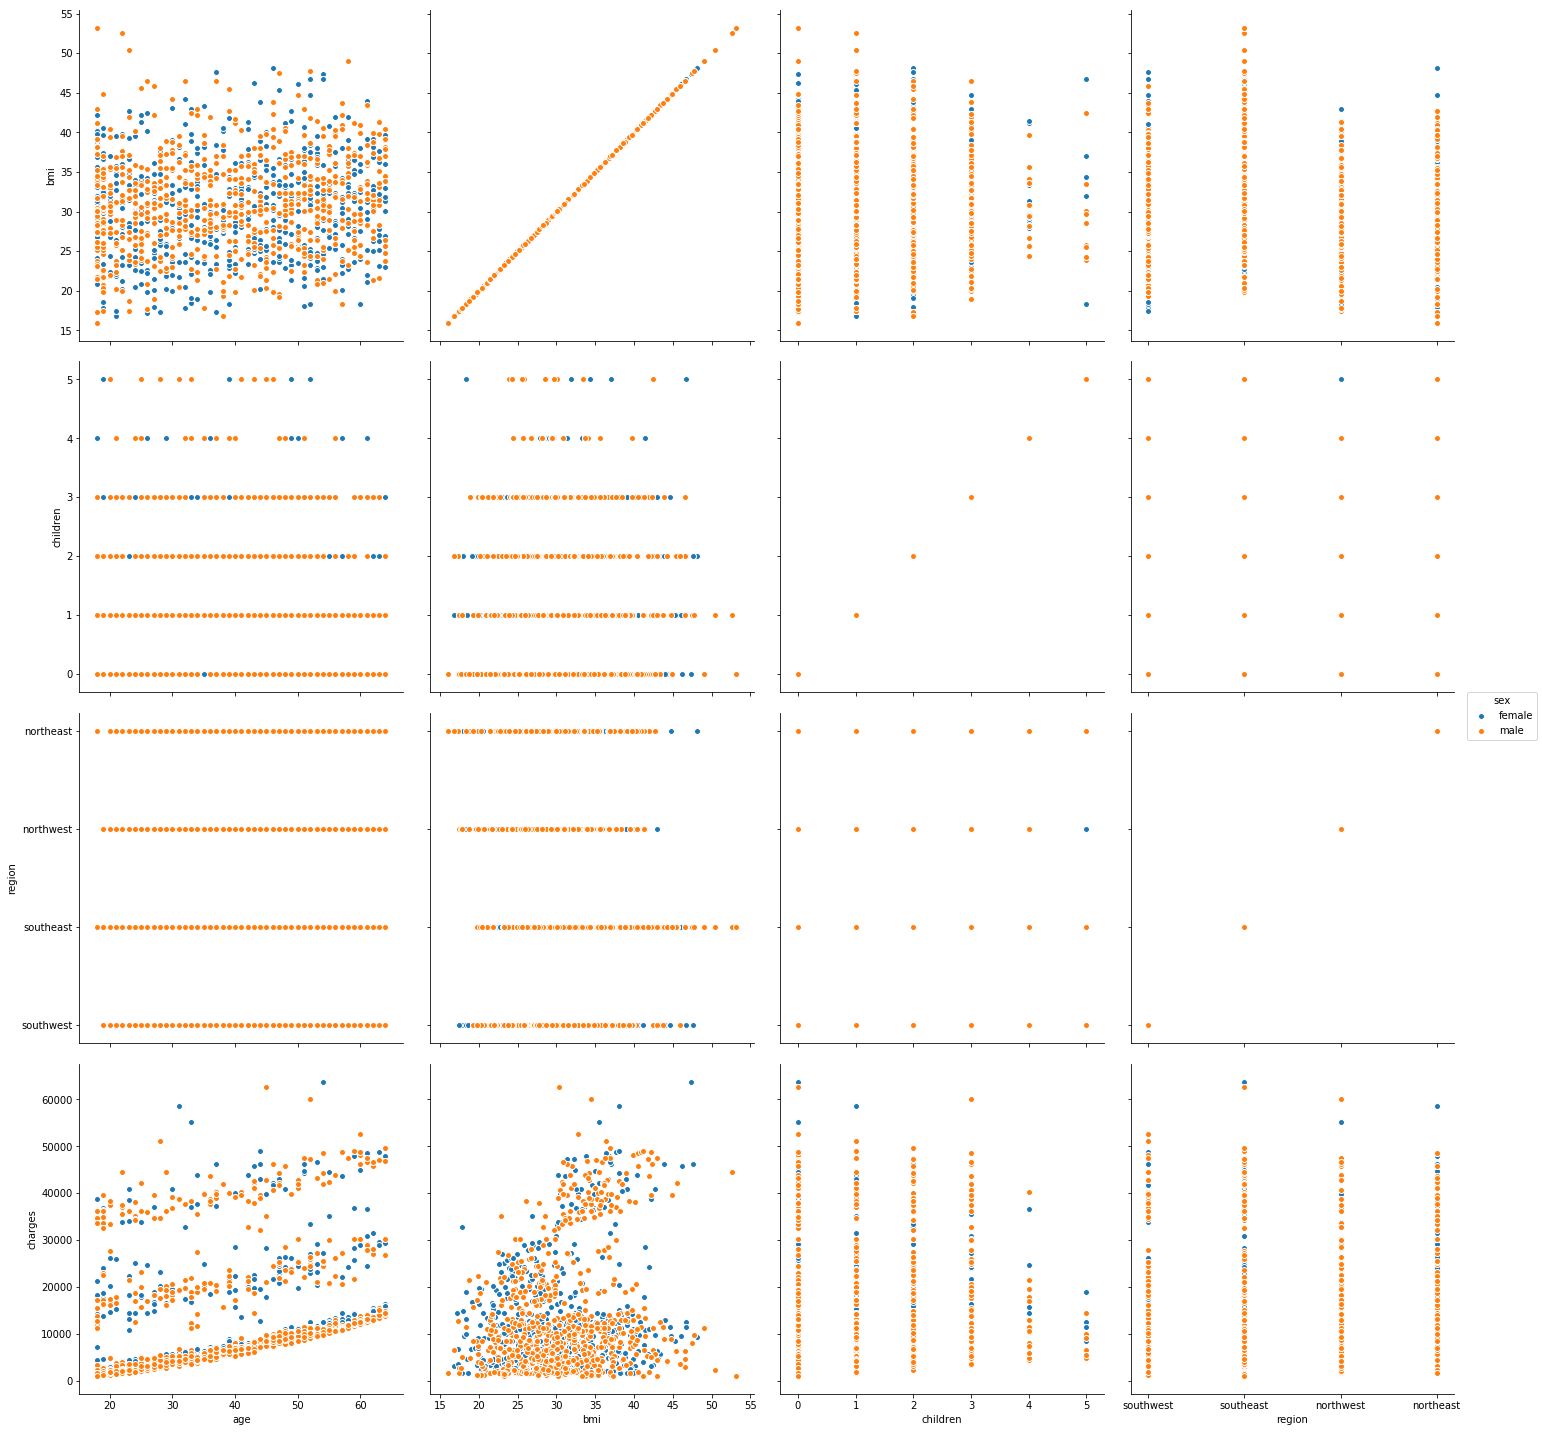 55
50
45
40
35
30
25
20
15
bmi
5
4
3
2
1
0
children
sex
female
male
northeast
northwest
southeast
southwest
region
60000
50000
40000
30000
20000
10000
0
charges
20 30 40 50 60
age
15 20 25 30 35 40 45 50 55
bmi
0 1 2 3 4 5
children
southwest southeast northwest northeast
region